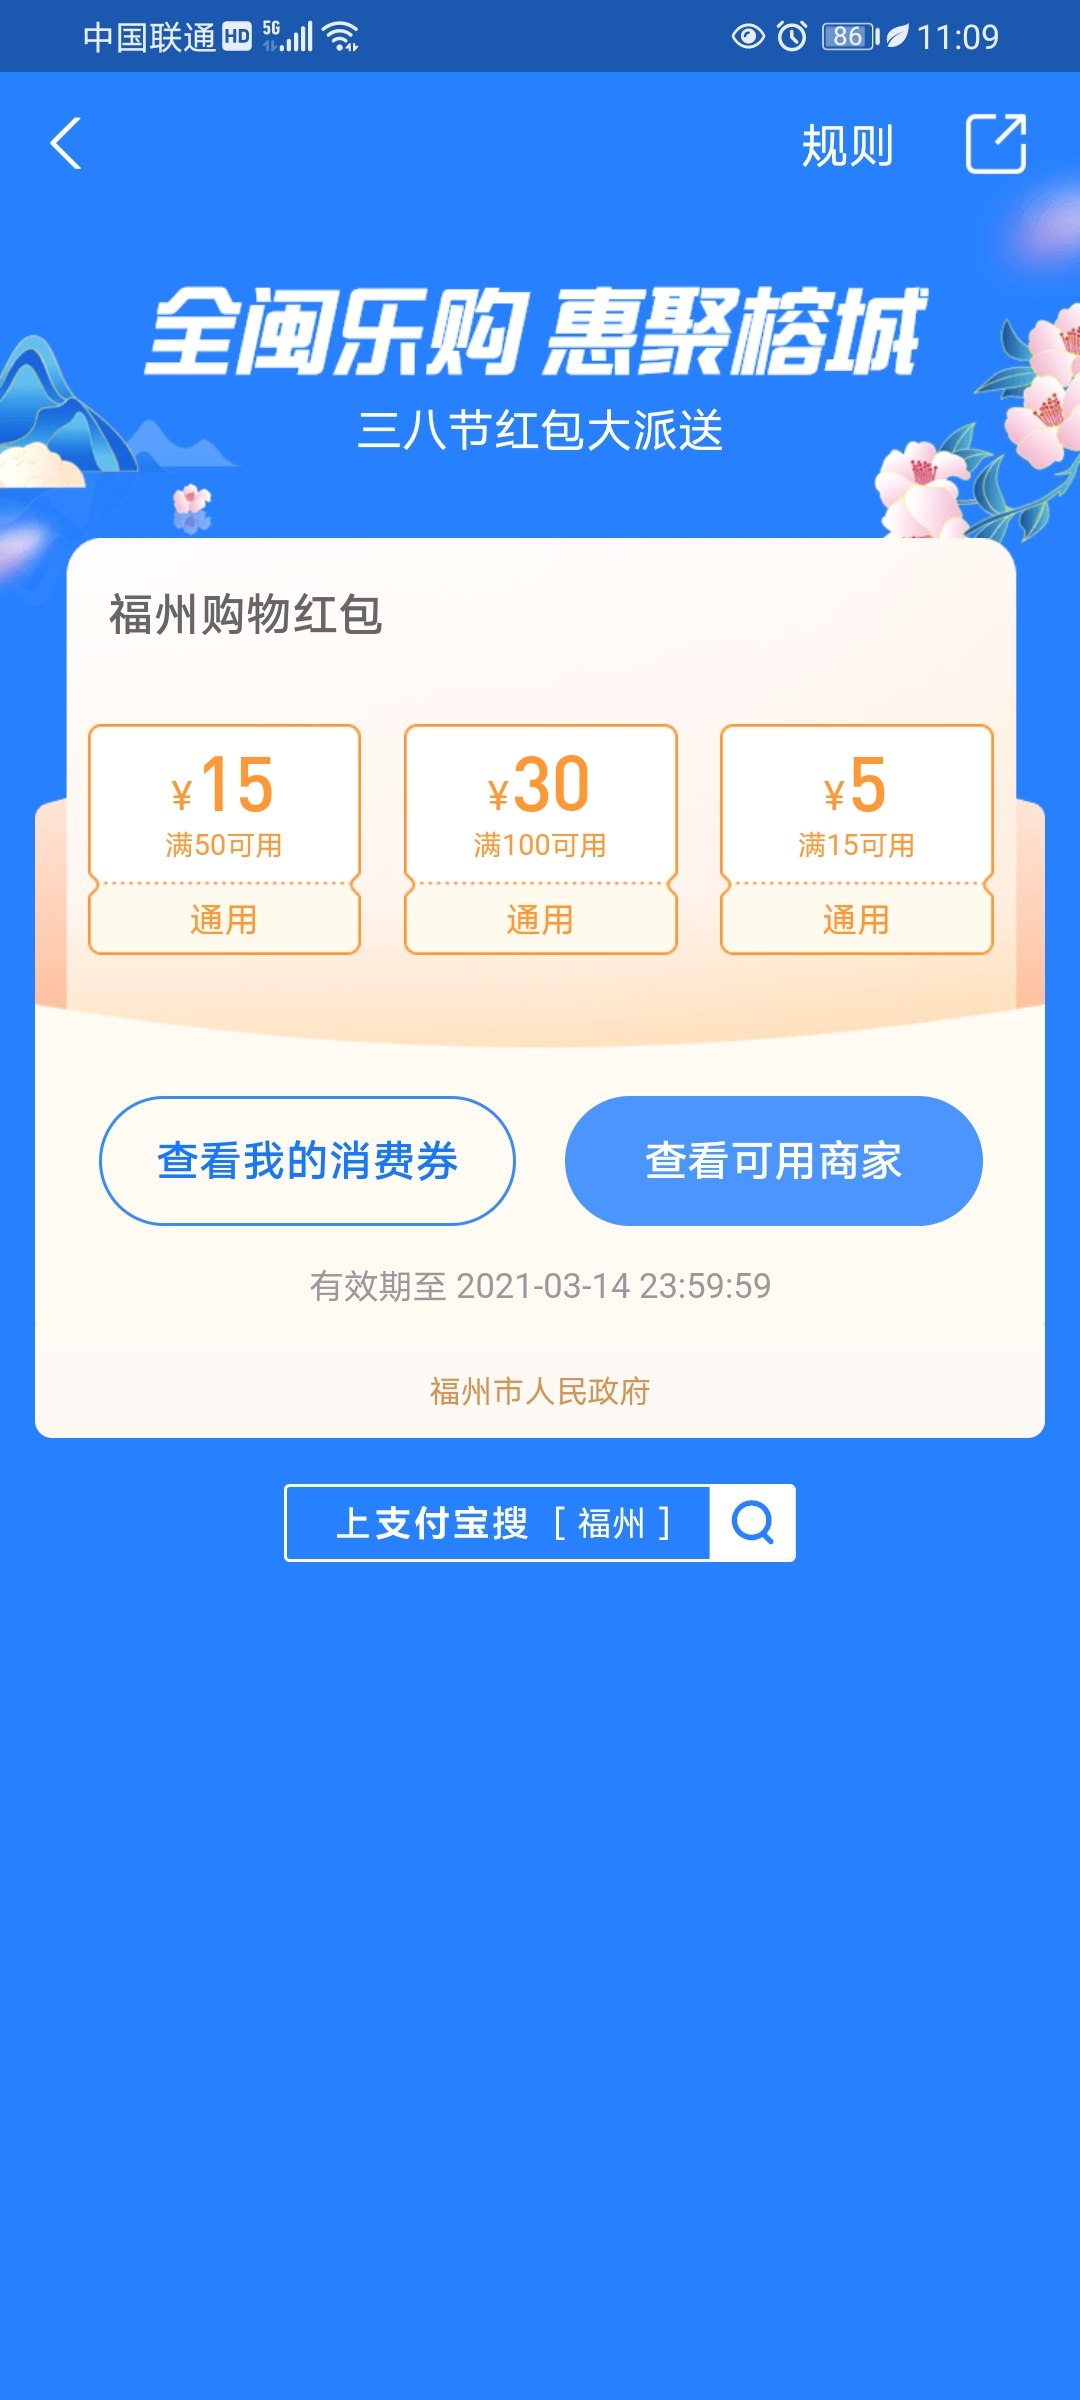 中国联通 HD 5G 86 11:09
规则
全闽乐购 惠聚榕城
三八节红包大派送
福州购物红包
¥15 ¥30 ¥5
满50可用 满100可用 满15可用
通用 通用 通用
查看我的消费券 查看可用商家
有效期至 2021-03-14 23:59:59
福州市人民政府
上支付宝搜 [ 福州 ]